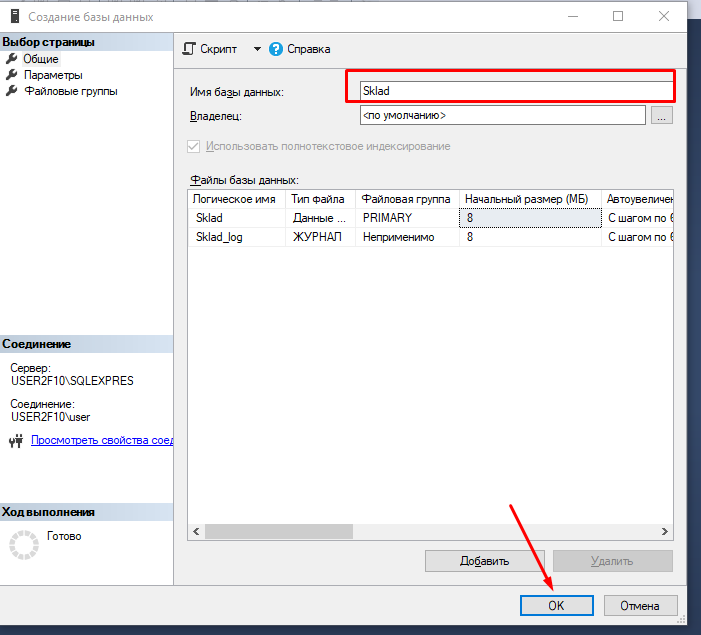 Создание базы данных
Выбор страницы
Общие
Параметры
Файловые группы
Скрипт
Справка
Имя базы данных:
Sklad
Владелец:
<по умолчанию>
...
Использовать полнотекстовое индексирование
Файлы базы данных:
Логическое имя Тип файла Файловая группа Начальный размер (МБ) Автоувеличен
Sklad Данные ... PRIMARY 8 С шагом по 6
Sklad_log ЖУРНАЛ Неприменимо 8 С шагом по 6
Соединение
Сервер:
USER2F10\SQLEXPRES
Соединение:
USER2F10\user
Просмотреть свойства соед
Ход выполнения
Готово
Добавить
Удалить
OK
Отмена